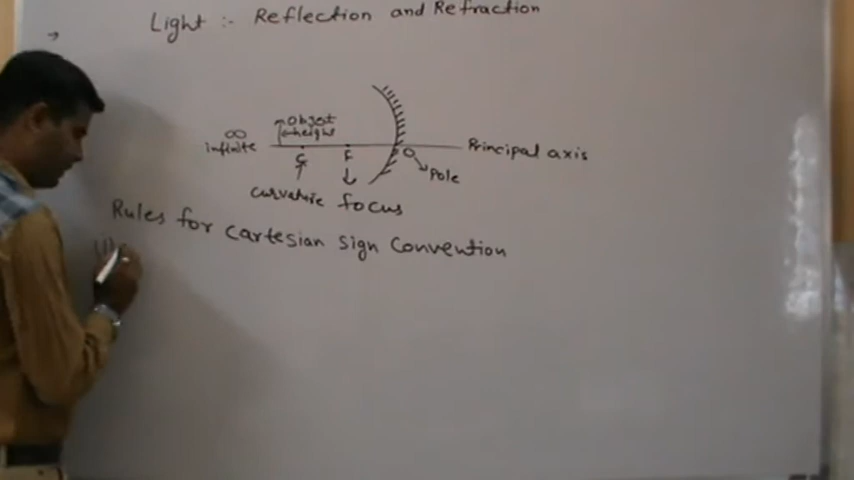 Light :- Reflection and Refraction
Object
height
∞
infinite
Principal axis
C
F
O
Pole
curvature
focus
Rules for Cartesian Sign Convention